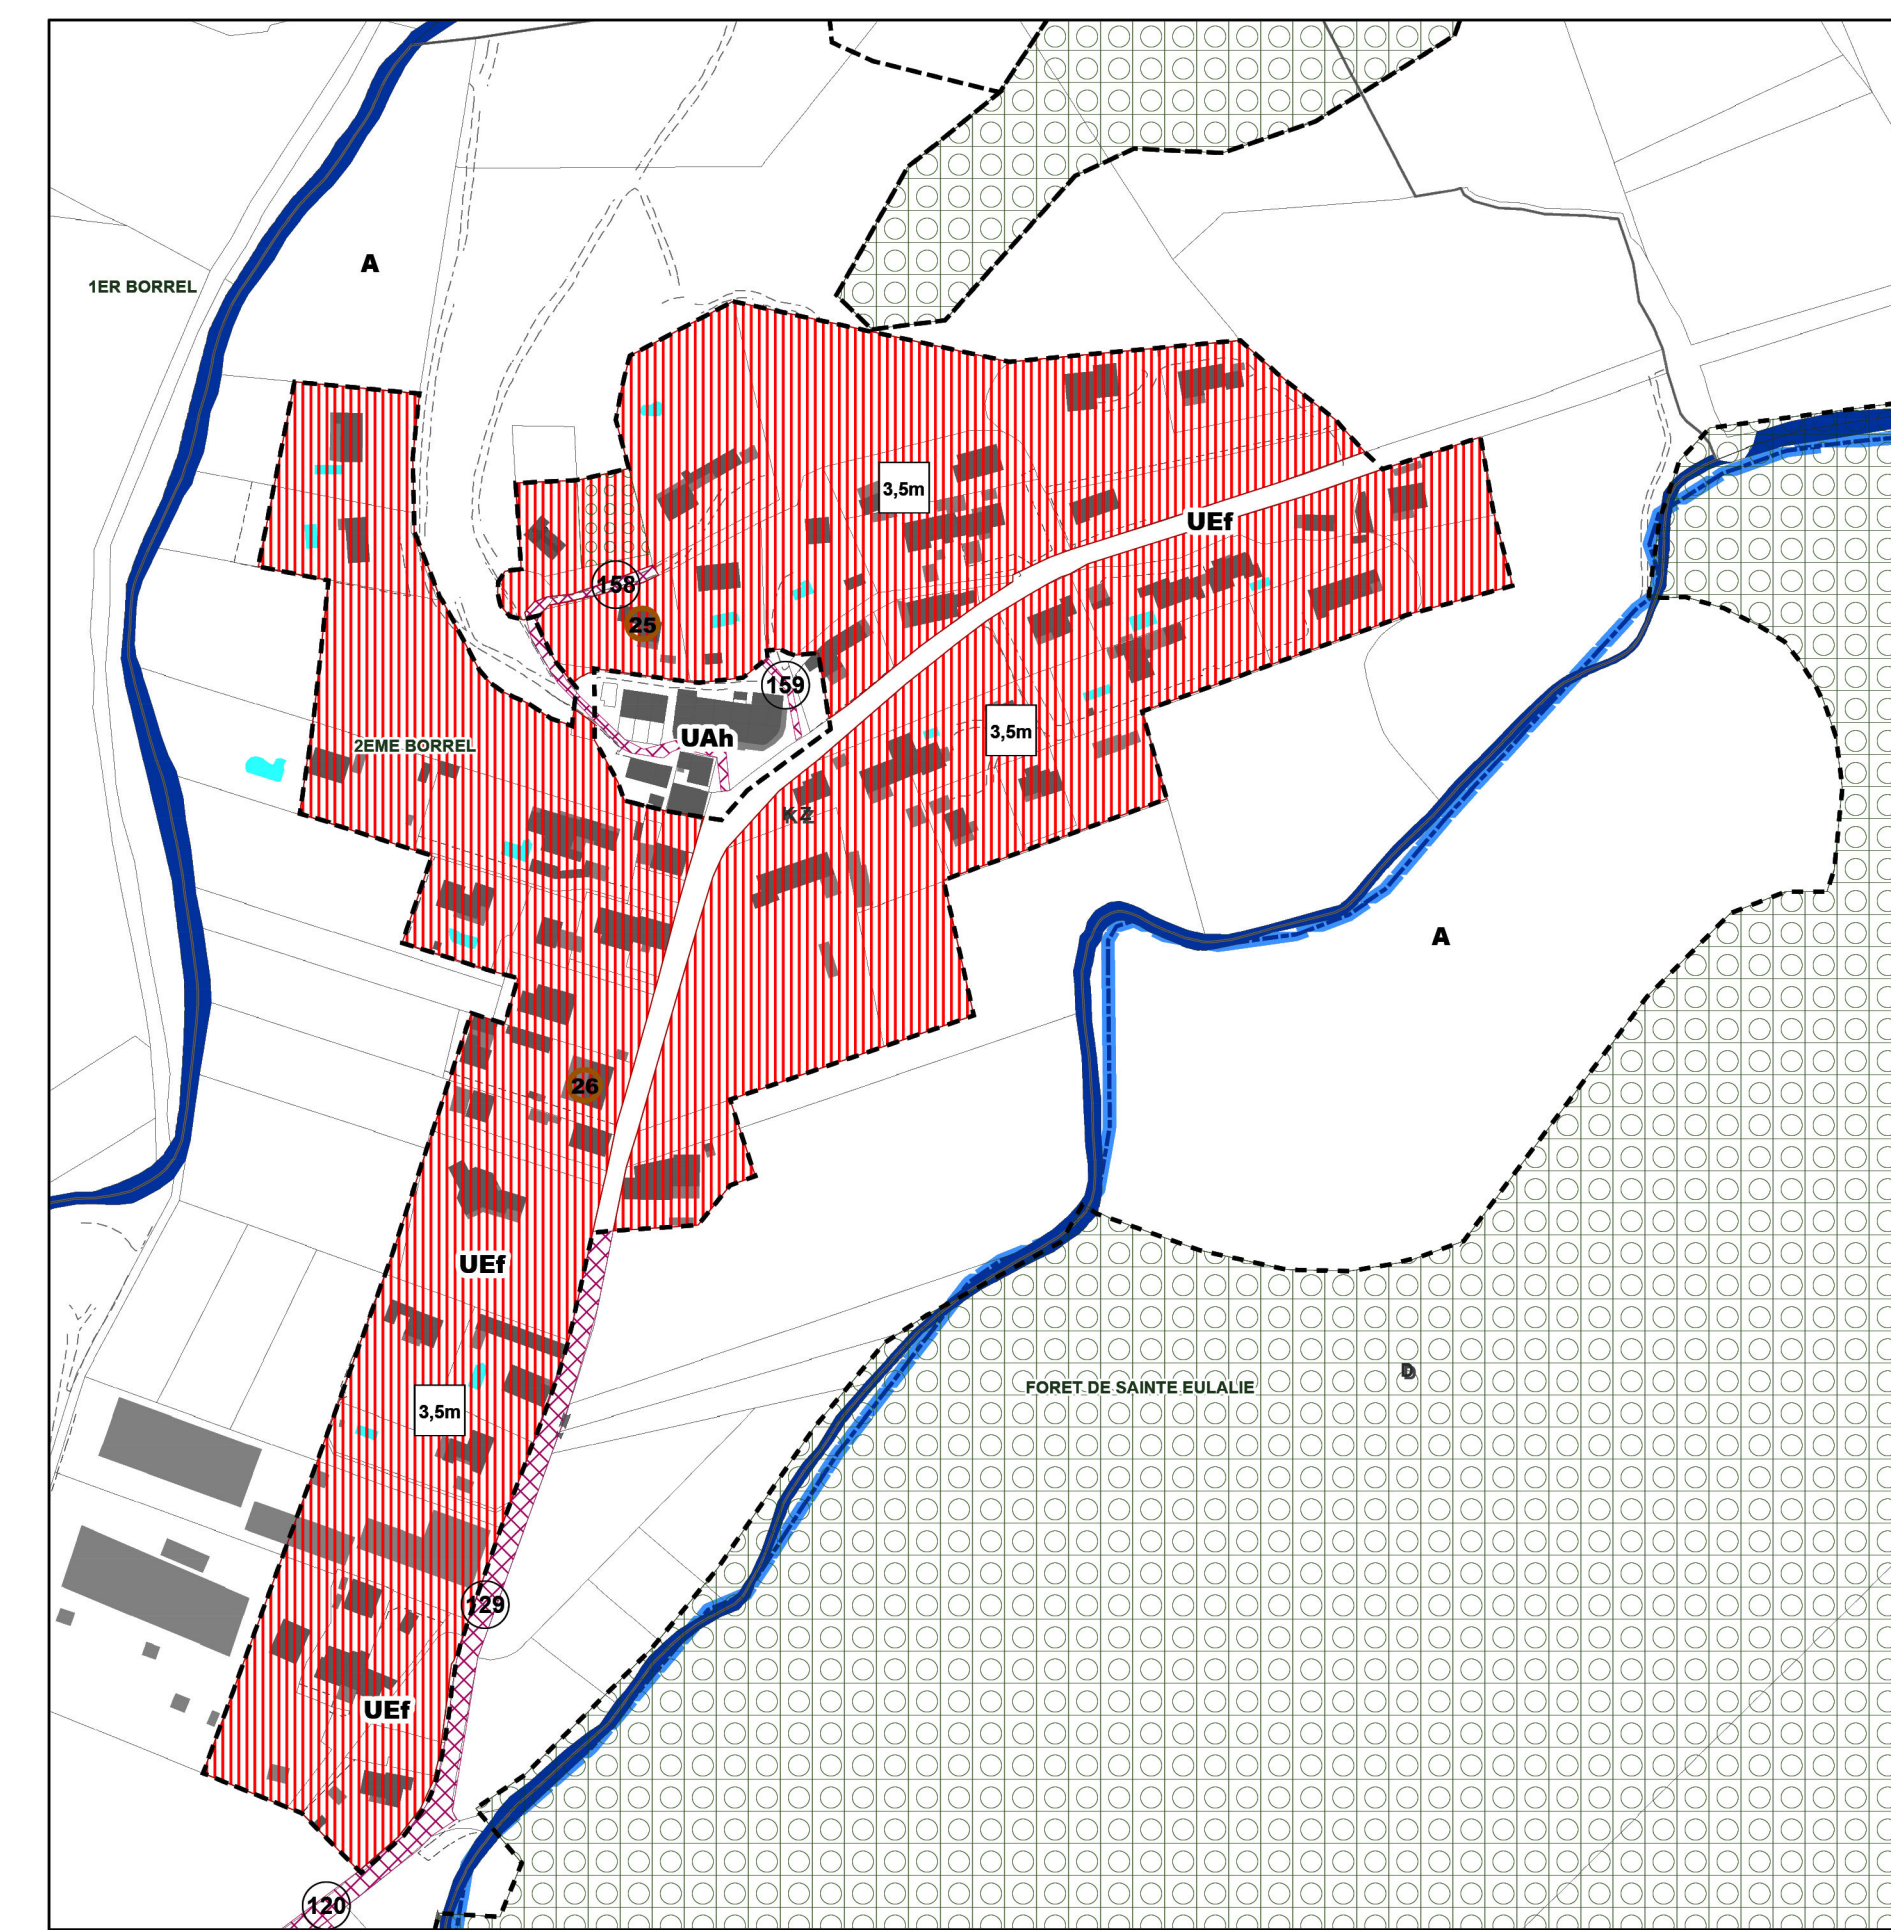 A
1ER BORREL
3,5m
UEf
158
25
159
3,5m
UAh
2EME BORREL
KZ
A
26
UEf
D
FORET DE SAINTE EULALIE
3,5m
129
UEf
120